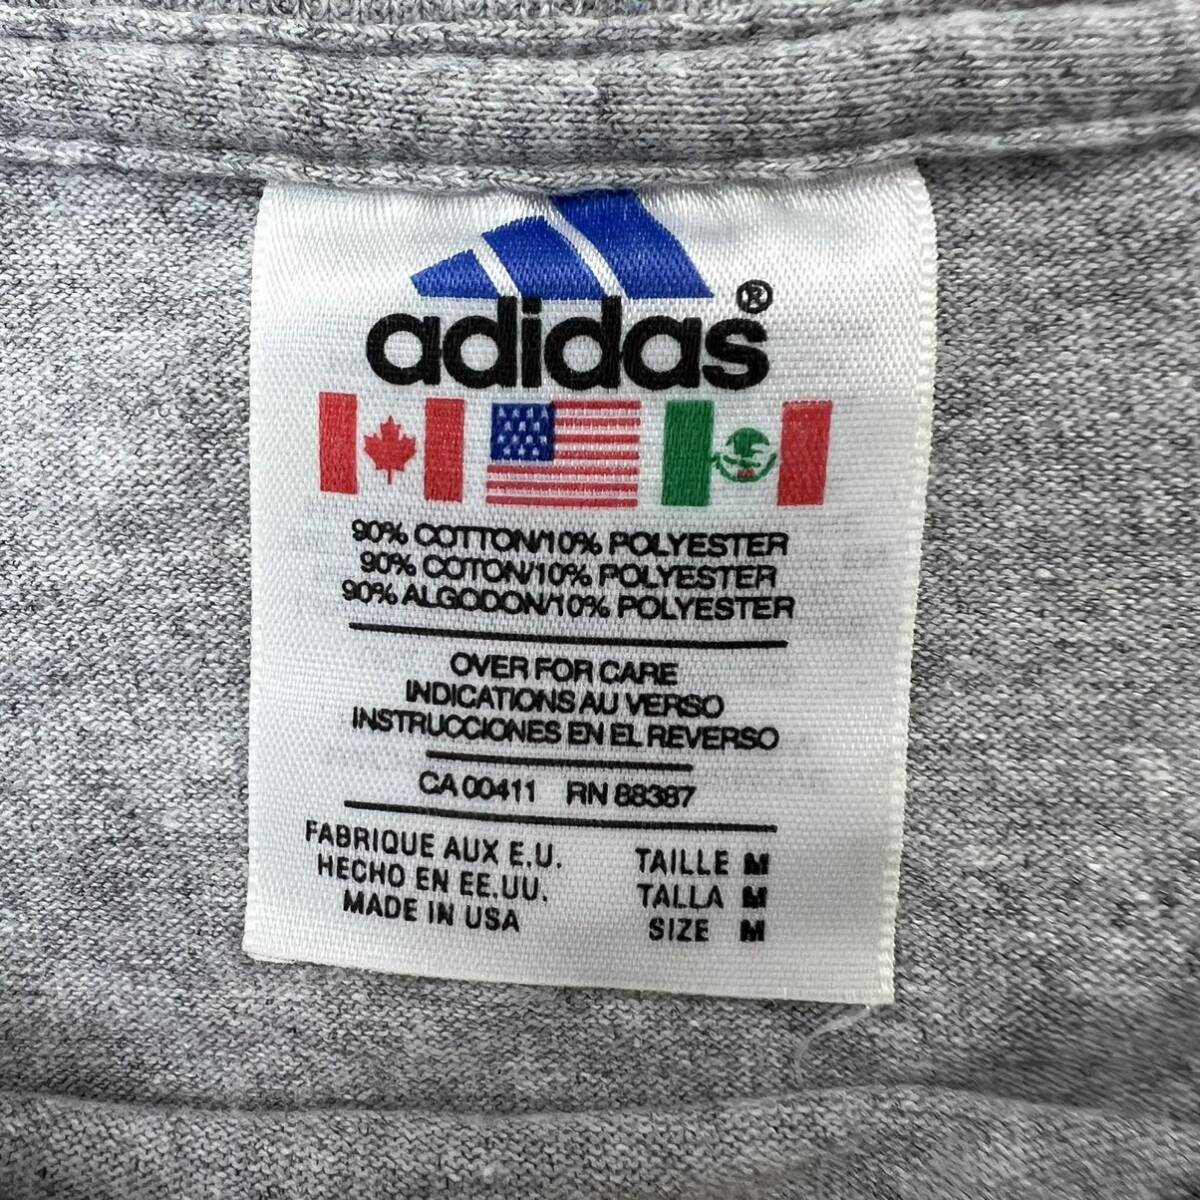 adidas®
90% COTTON/10% POLYESTER
90% COTON/10% POLYESTER
90% ALGODON/10% POLYESTER
OVER FOR CARE
INDICATIONS AU VERSO
INSTRUCCIONES EN EL REVERSO
CA 00411 RN 88387
FABRIQUE AUX E.U. TAILLE M
HECHO EN EE.UU. TALLA M
MADE IN USA SIZE M